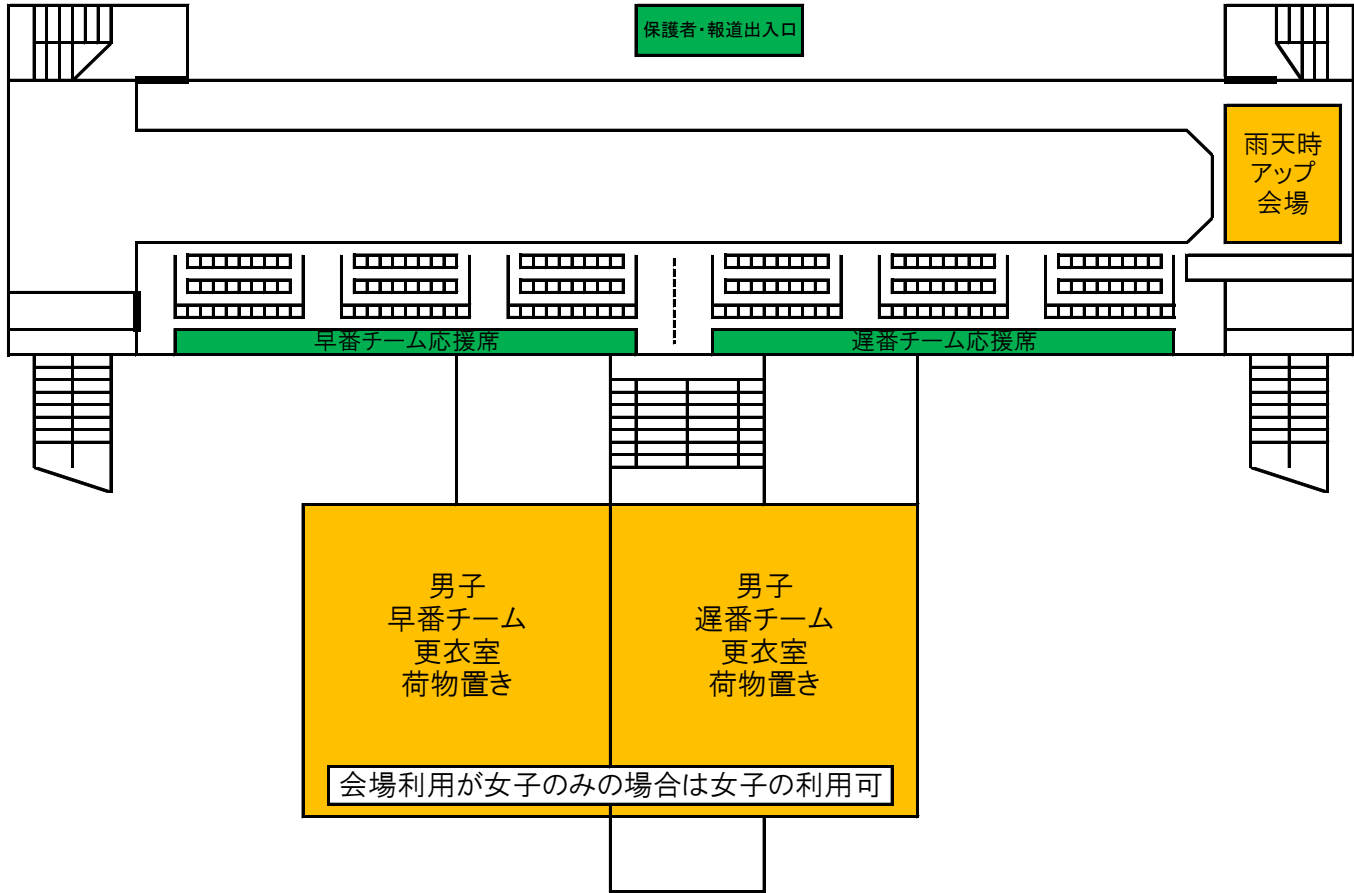 保護者・報道出入口
雨天時
アップ
会場
早番チーム応援席
遅番チーム応援席
男子
早番チーム
更衣室
荷物置き
男子
遅番チーム
更衣室
荷物置き
会場利用が女子のみの場合は女子の利用可